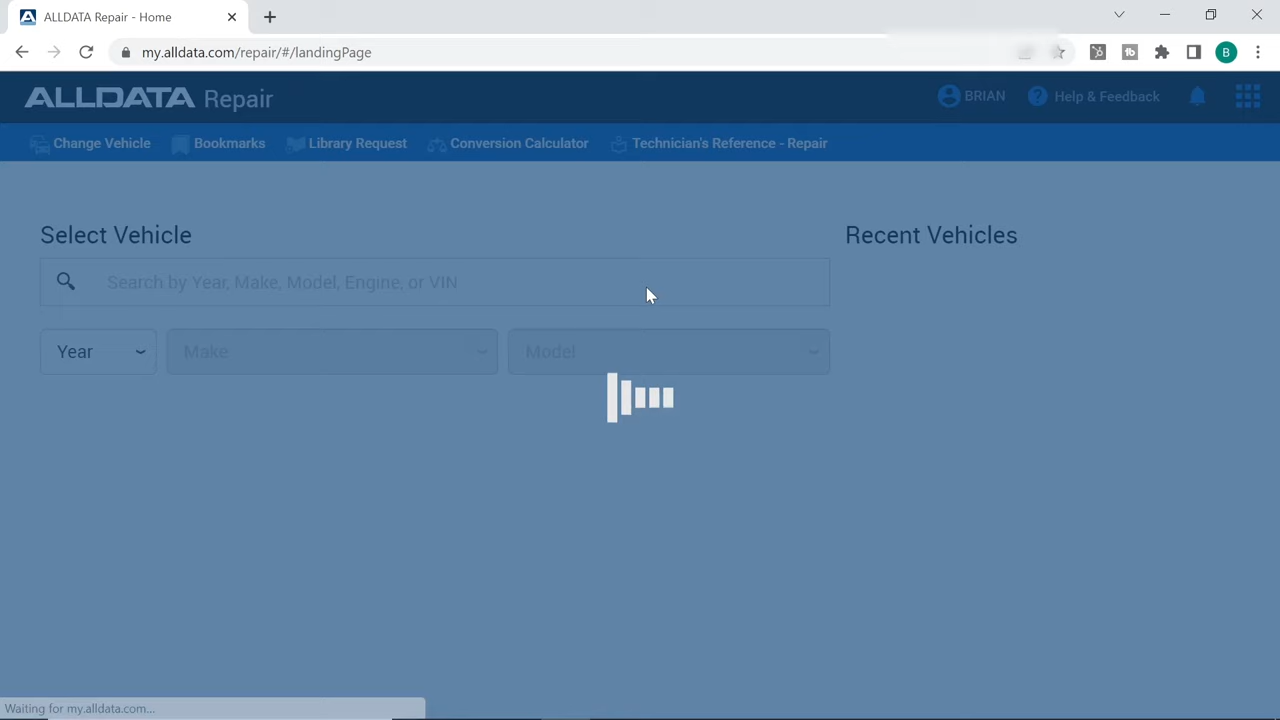 ALLDATA Repair - Home
my.alldata.com/repair/#/landingPage
tb
B
ALLDATA Repair
BRIAN
? Help & Feedback
Change Vehicle
Bookmarks
Library Request
Conversion Calculator
Technician's Reference - Repair
Select Vehicle
Recent Vehicles
Search by Year, Make, Model, Engine, or VIN
Year
Make
Model
Waiting for my.alldata.com...